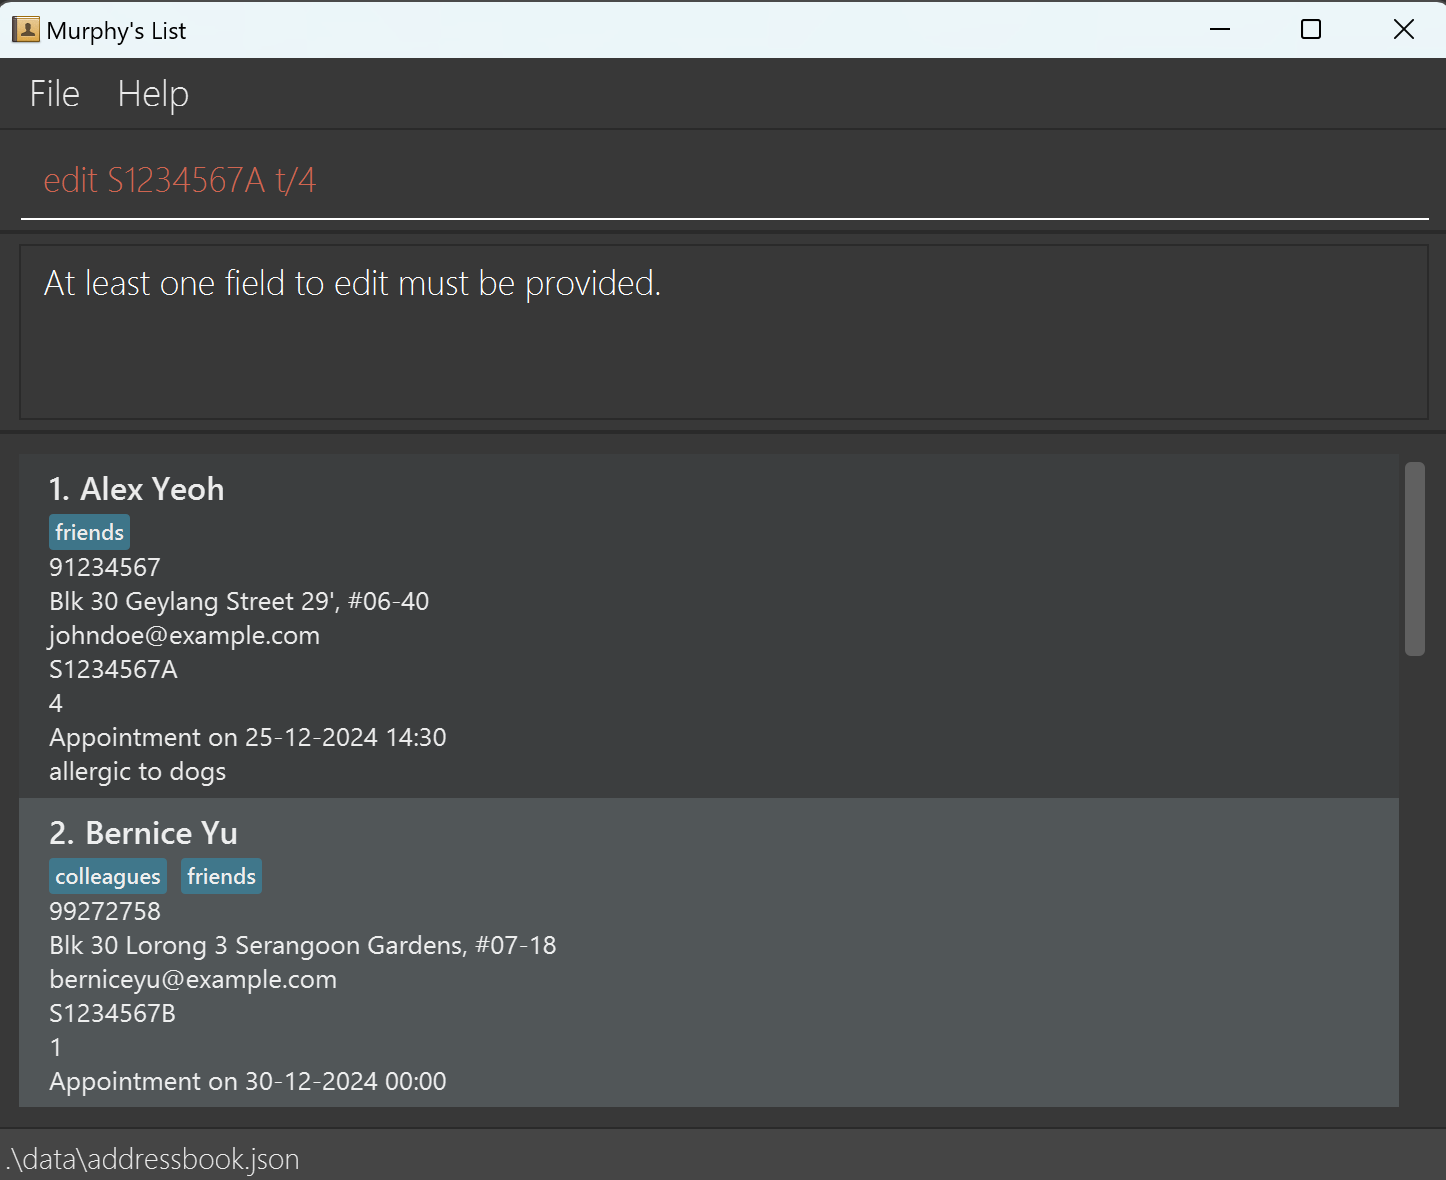 Murphy's List
File Help
edit S1234567A t/4
At least one field to edit must be provided.
1. Alex Yeoh
friends
91234567
Blk 30 Geylang Street 29', #06-40
johndoe@example.com
S1234567A
4
Appointment on 25-12-2024 14:30
allergic to dogs
2. Bernice Yu
colleagues friends
99272758
Blk 30 Lorong 3 Serangoon Gardens, #07-18
berniceyu@example.com
S1234567B
1
Appointment on 30-12-2024 00:00
.\data\addressbook.json